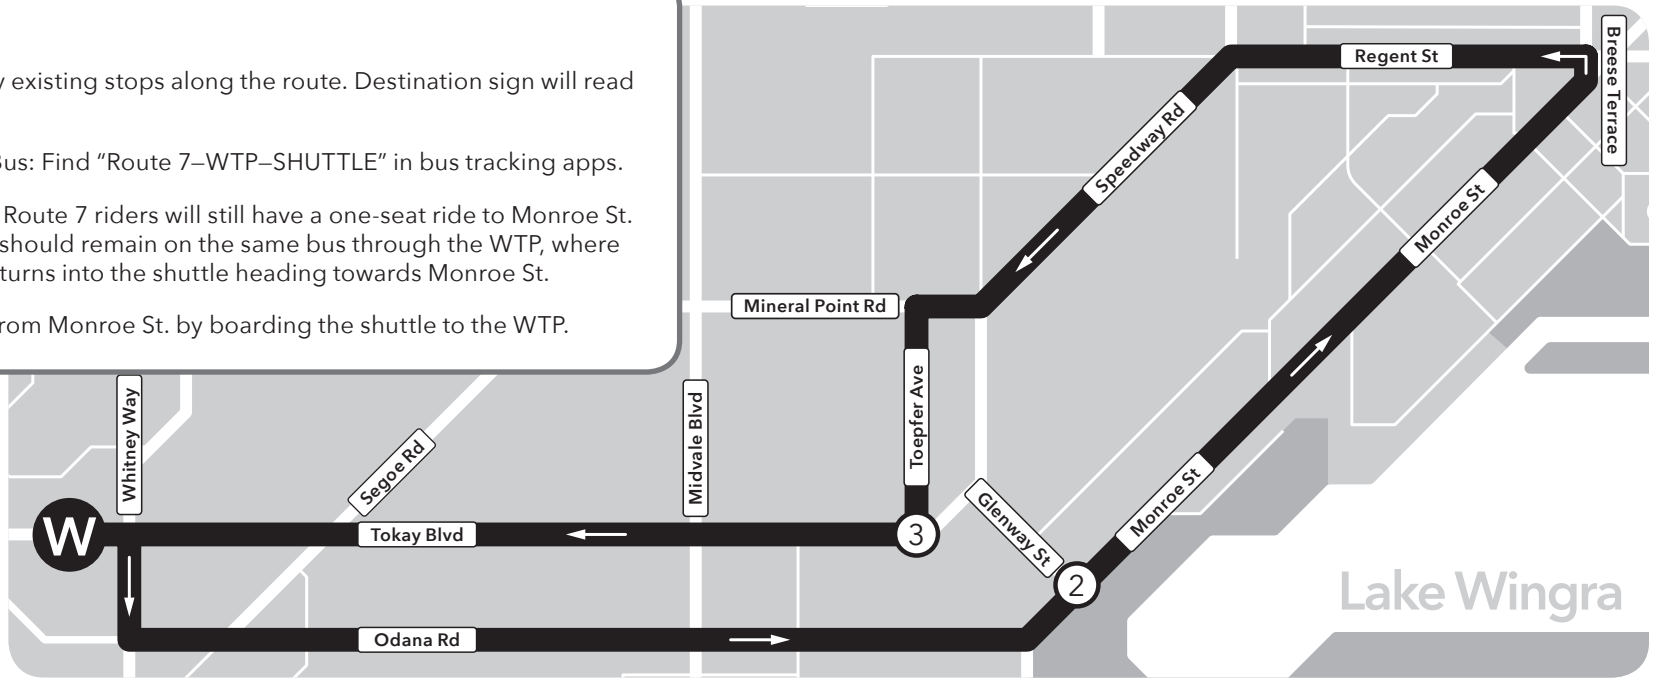 existing stops along the route. Destination sign will read
Bus: Find “Route 7–WTP–SHUTTLE” in bus tracking apps.
Route 7 riders will still have a one-seat ride to Monroe St.
should remain on the same bus through the WTP, where
turns into the shuttle heading towards Monroe St.
from Monroe St. by boarding the shuttle to the WTP.
Regent St
Breese Terrace
Speedway Rd
Monroe St
Mineral Point Rd
Toepfer Ave
Whitney Way
Segoe Rd
Midvale Blvd
Glenway St
Monroe St
W
Tokay Blvd
3
2
Lake Wingra
Odana Rd